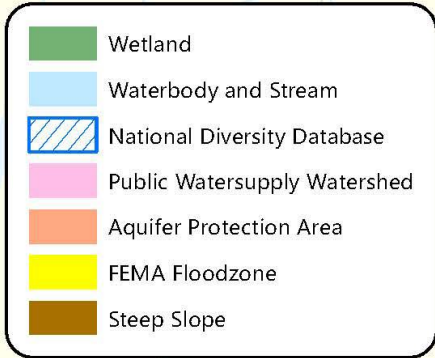 Wetland
Waterbody and Stream
National Diversity Database
Public Watersupply Watershed
Aquifer Protection Area
FEMA Floodzone
Steep Slope